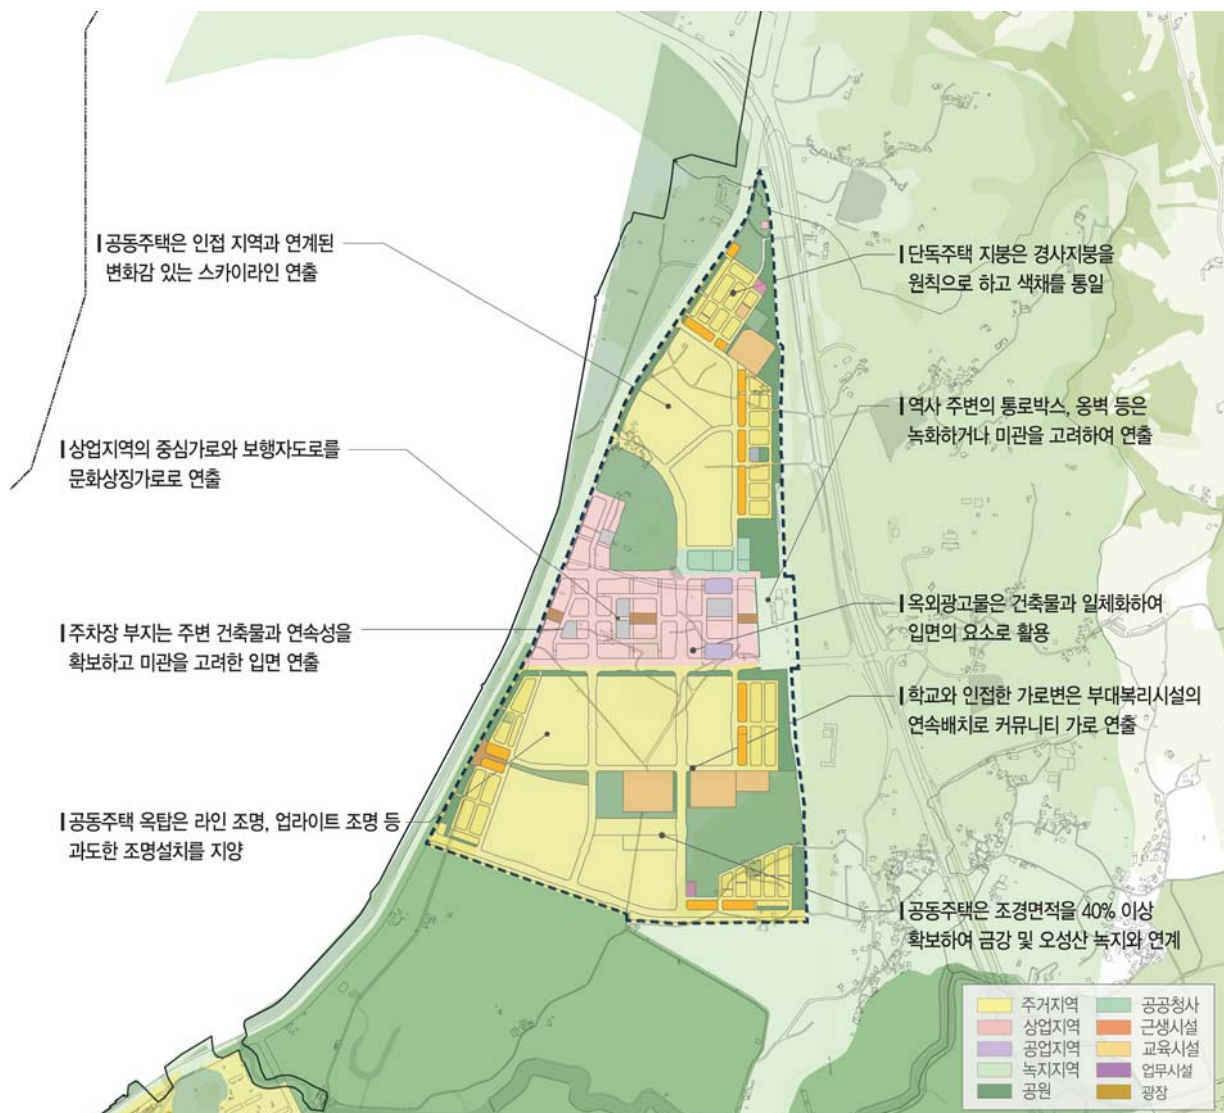 공동주택은 인접 지역과 연계된
변화감 있는 스카이라인 연출
상업지역의 중심가로와 보행자도로를
문화상징가로로 연출
주차장 부지는 주변 건축물과 연속성을
확보하고 미관을 고려한 입면 연출
공동주택 옥탑은 라인 조명, 업라이트 조명 등
과도한 조명설치를 지양
단독주택 지붕은 경사지붕을
원칙으로 하고 색채를 통일
역사 주변의 통로박스, 옹벽 등은
녹화하거나 미관을 고려하여 연출
옥외광고물은 건축물과 일체화하여
입면의 요소로 활용
학교와 인접한 가로변은 부대복리시설의
연속배치로 커뮤니티 가로 연출
공동주택은 조경면적을 40% 이상
확보하여 금강 및 오성산 녹지와 연계
주거지역
상업지역
공업지역
녹지지역
공원
공공청사
근생시설
교육시설
업무시설
광장